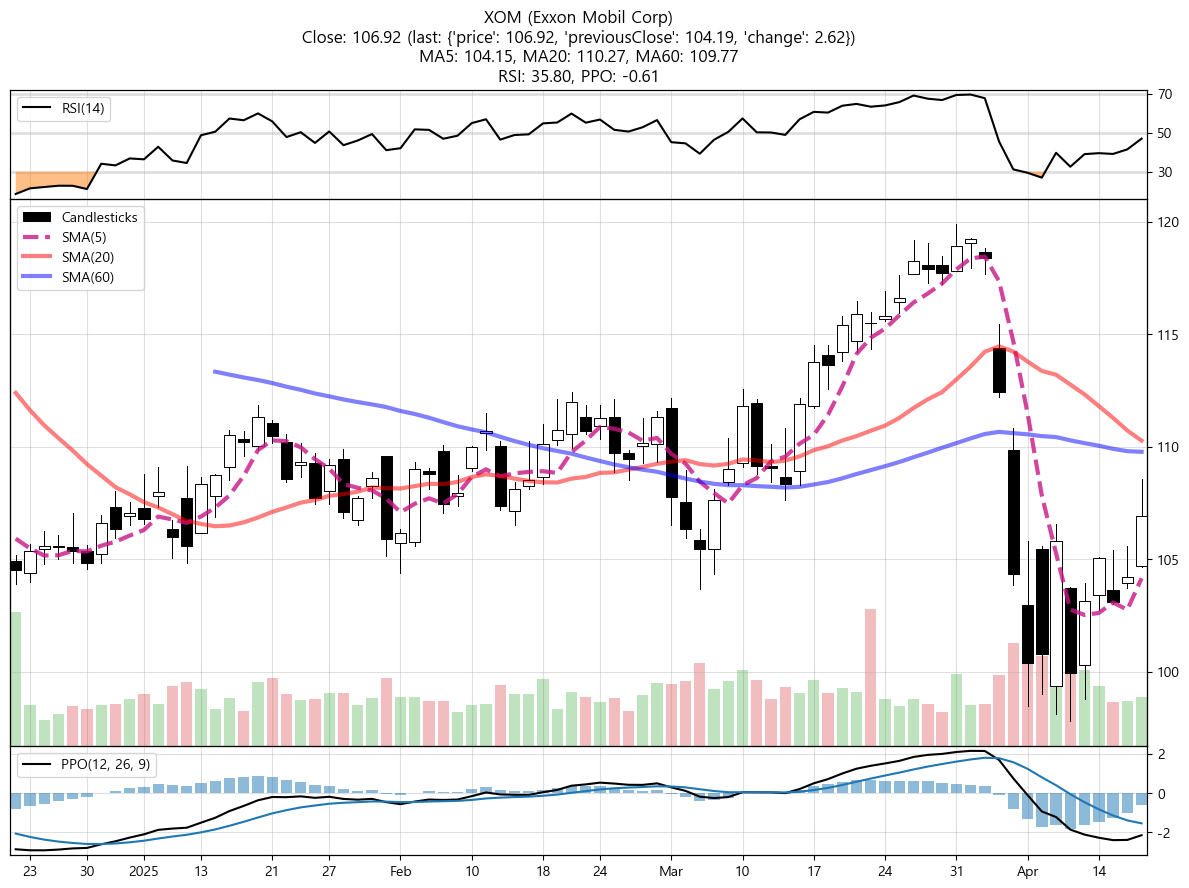 XOM (Exxon Mobil Corp)
Close: 106.92 (last: {'price': 106.92, 'previousClose': 104.19, 'change': 2.62})
MA5: 104.15, MA20: 110.27, MA60: 109.77
RSI: 35.80, PPO: -0.61
RSI(14)
70
50
30
Candlesticks
SMA(5)
SMA(20)
SMA(60)
120
115
110
105
100
PPO(12, 26, 9)
2
0
-2
23 30 2025 13 21 27 Feb 10 18 24 Mar 10 17 24 31 Apr 14